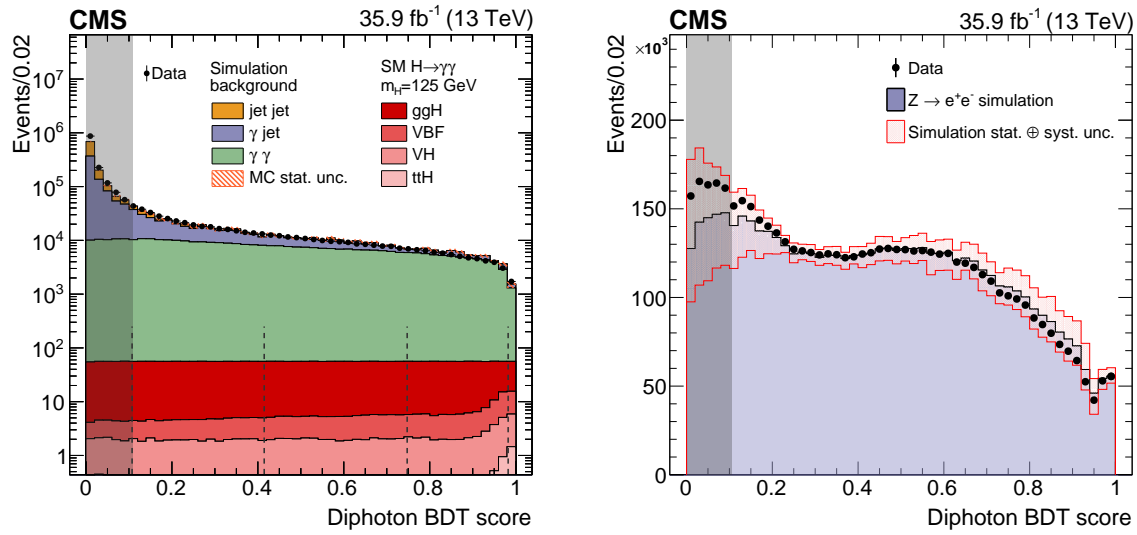 CMS
35.9 fb⁻¹ (13 TeV)
Events/0.02
10⁷
10⁶
10⁵
10⁴
10³
10²
10
1
Data
Simulation
background
jet jet
γ jet
γ γ
MC stat. unc.
SM H→γγ
m_H=125 GeV
ggH
VBF
VH
ttH
0 0.2 0.4 0.6 0.8 1
Diphoton BDT score
CMS
35.9 fb⁻¹ (13 TeV)
×10³
Events/0.02
200
150
100
50
0
Data
Z → e⁺e⁻ simulation
Simulation stat. ⊕ syst. unc.
0 0.2 0.4 0.6 0.8 1
Diphoton BDT score